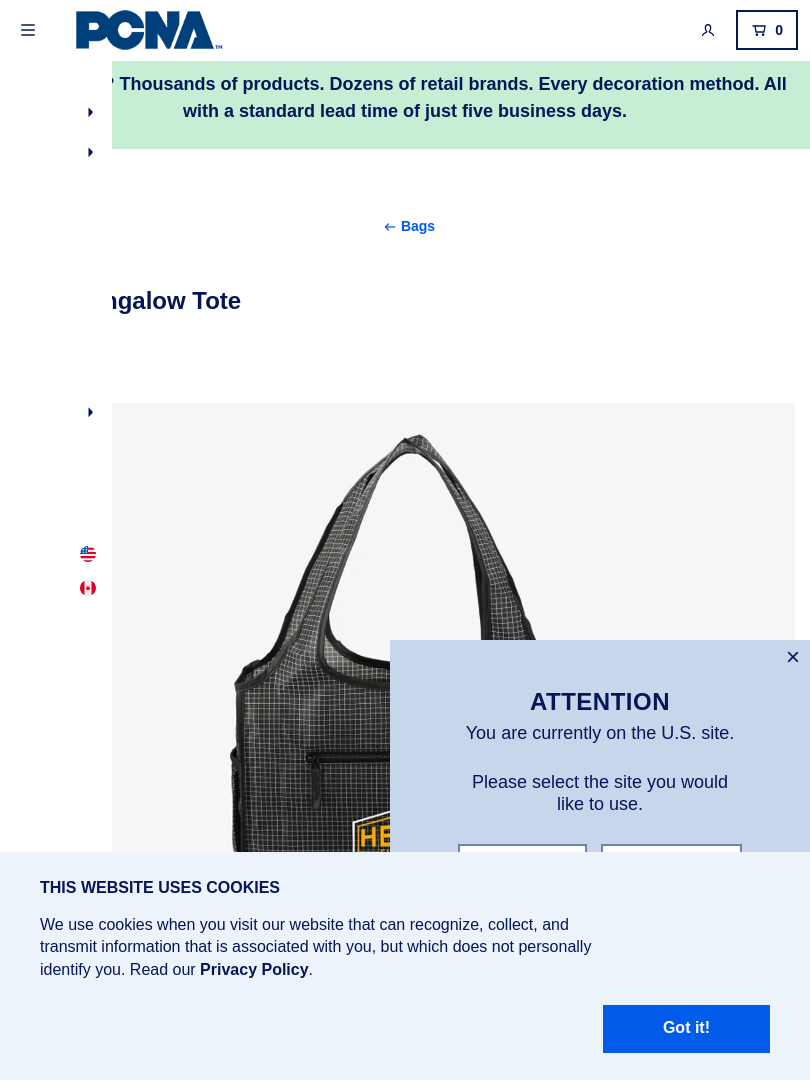 PCNA
0
? Thousands of products. Dozens of retail brands. Every decoration method. All
with a standard lead time of just five business days.
← Bags
ngalow Tote
HE
ATTENTION
You are currently on the U.S. site.
Please select the site you would
like to use.
THIS WEBSITE USES COOKIES
We use cookies when you visit our website that can recognize, collect, and
transmit information that is associated with you, but which does not personally
identify you. Read our Privacy Policy.
Got it!